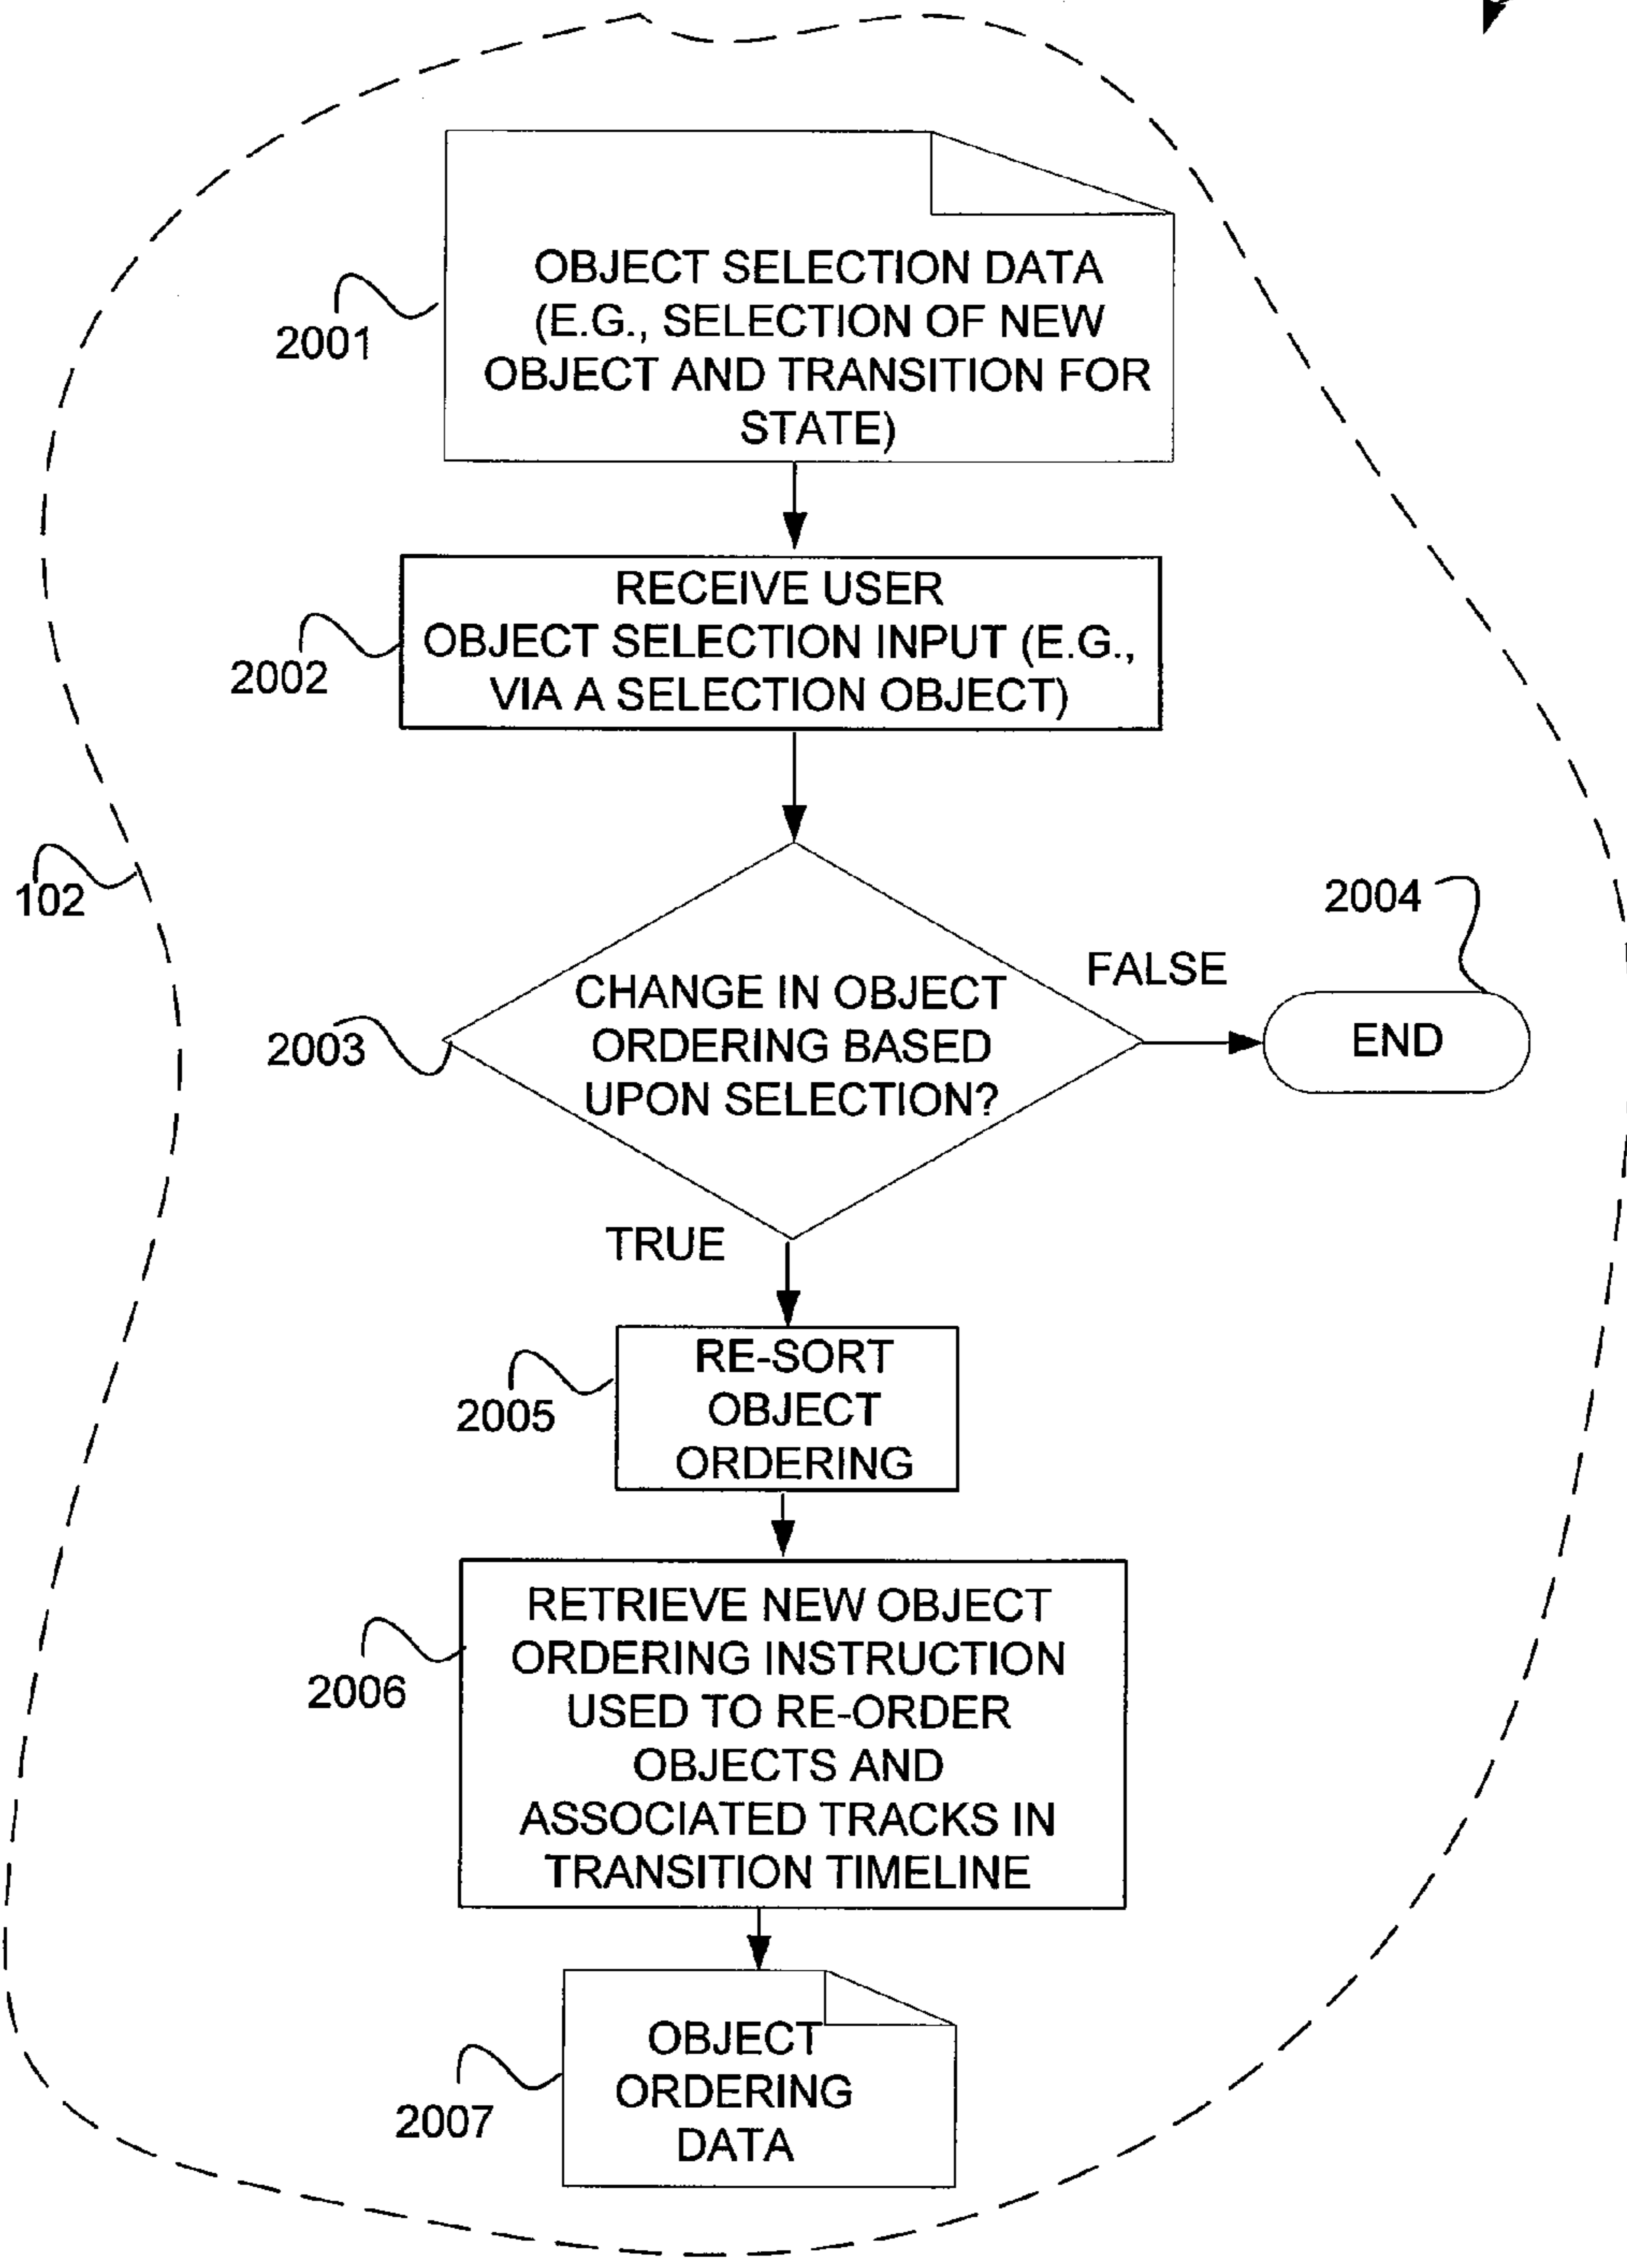 OBJECT SELECTION DATA
(E.G., SELECTION OF NEW
OBJECT AND TRANSITION FOR
STATE)
2001
RECEIVE USER
OBJECT SELECTION INPUT (E.G.,
VIA A SELECTION OBJECT)
2002
102
2004
FALSE
CHANGE IN OBJECT
ORDERING BASED
UPON SELECTION?
2003
END
TRUE
RE-SORT
OBJECT
ORDERING
2005
RETRIEVE NEW OBJECT
ORDERING INSTRUCTION
USED TO RE-ORDER
OBJECTS AND
ASSOCIATED TRACKS IN
TRANSITION TIMELINE
2006
OBJECT
ORDERING
DATA
2007